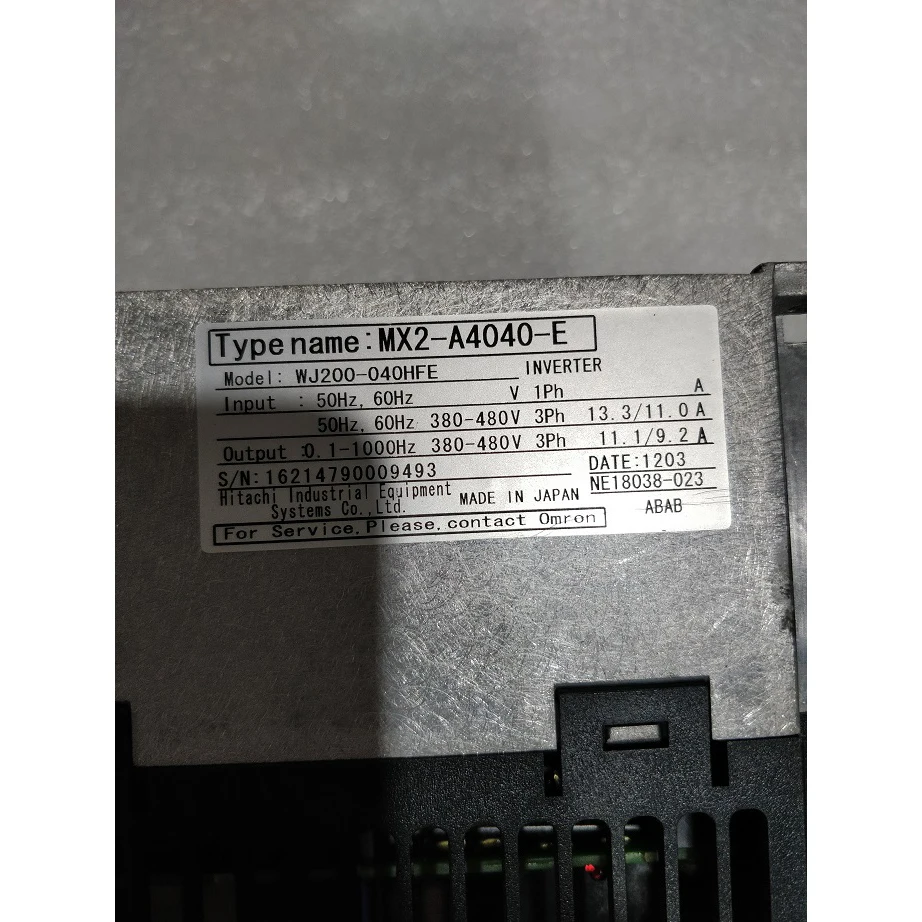 Type name: MX2-A4040-E
Model: WJ200-040HFE INVERTER
Input : 50Hz, 60Hz V 1Ph A
50Hz, 60Hz 380-480V 3Ph 13.3/11.0 A
Output :0.1-1000Hz 380-480V 3Ph 11.1/9.2 A
S/N:16214790009493 DATE:1203
Hitachi Industrial Equipment Systems Co.,Ltd. MADE IN JAPAN NE18038-023
ABAB
For Service.Please.contact Omron